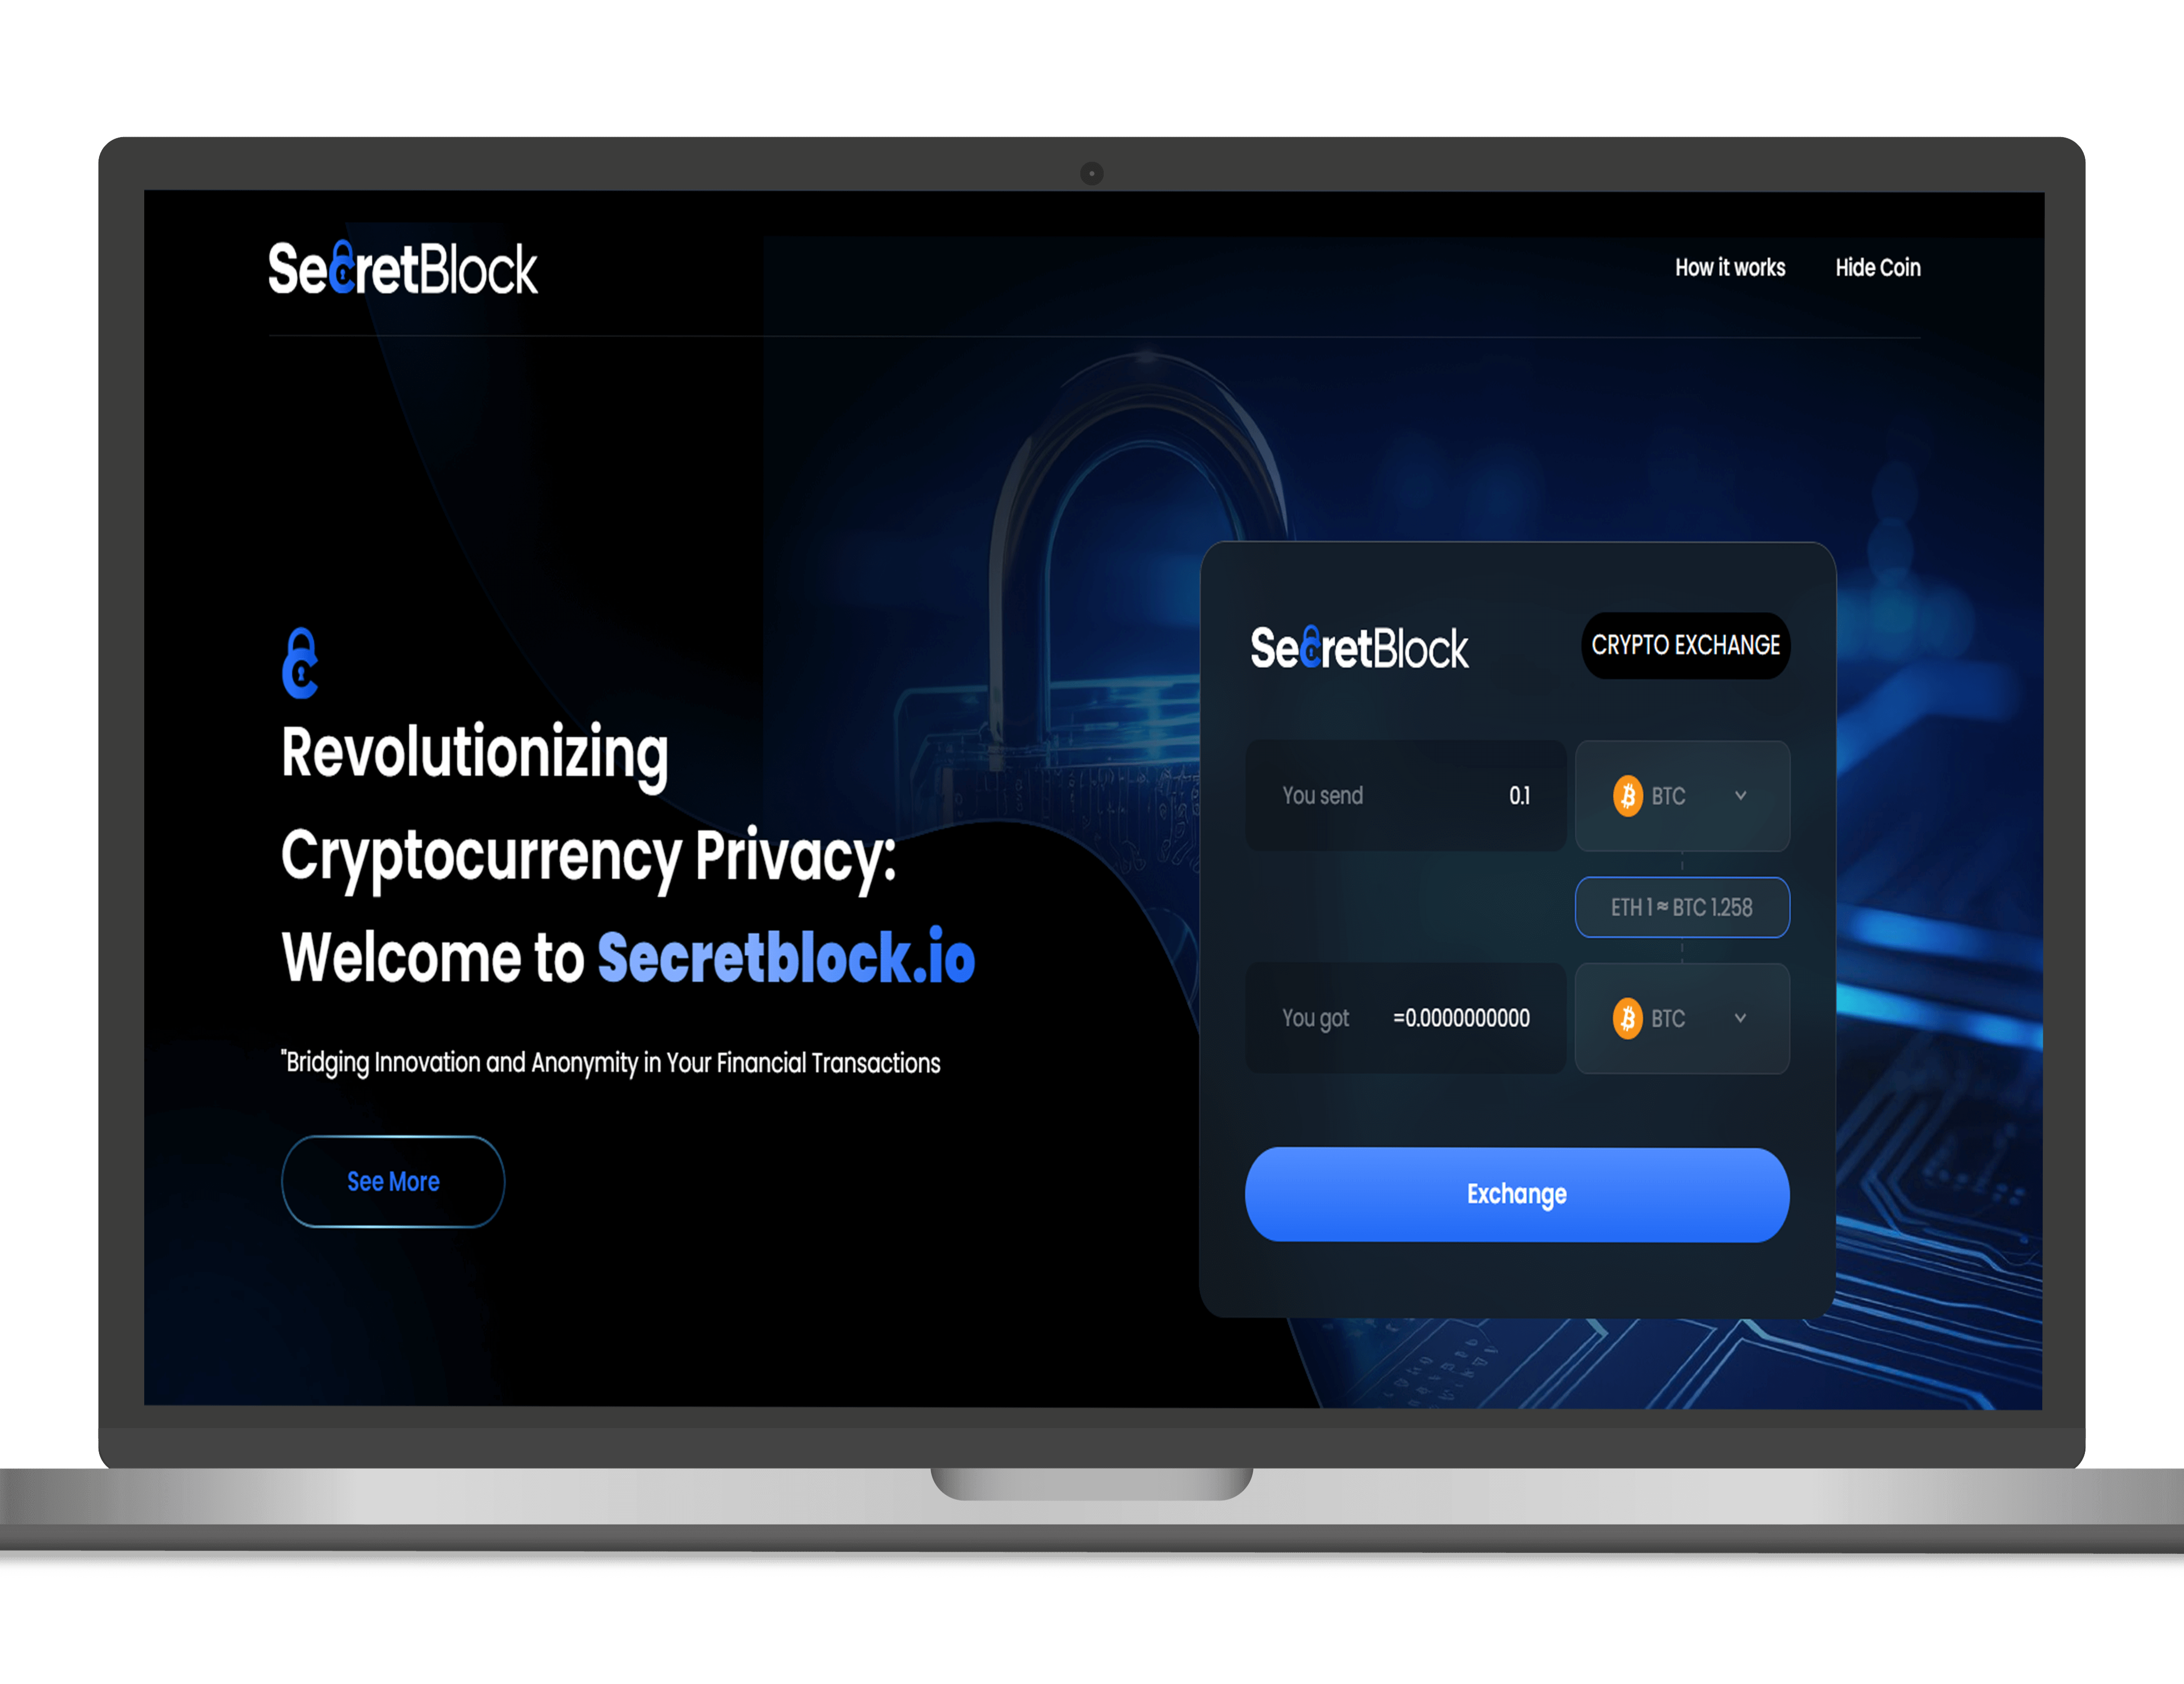 SecretBlock
How it works
Hide Coin
Revolutionizing
Cryptocurrency Privacy:
Welcome to Secretblock.io
"Bridging Innovation and Anonymity in Your Financial Transactions
See More
SecretBlock
CRYPTO EXCHANGE
You send 0.1 BTC
ETH 1 ≈ BTC 1.258
You got =0.0000000000 BTC
Exchange